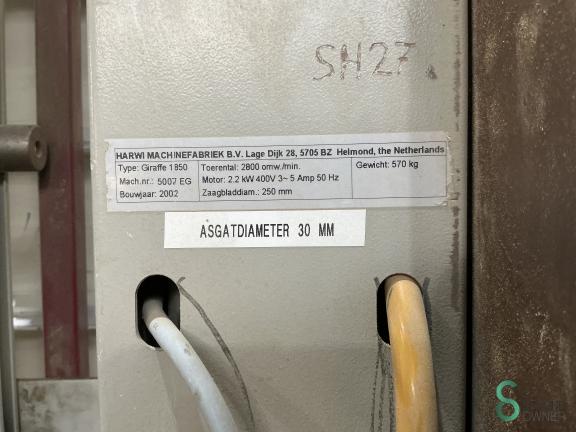 SH27
HARWI MACHINEFABRIEK B.V. Lage Dijk 28, 5705 BZ Helmond, the Netherlands
Type: Giraffe 1850 Toerental: 2800 omw./min. Gewicht: 570 kg
Mach.nr.: 5007 EG Motor: 2.2 kW 400V 3~ 5 Amp 50 Hz
Bouwjaar: 2002 Zaagbladdiam.: 250 mm
ASGATDIAMETER 30 MM
OWNER